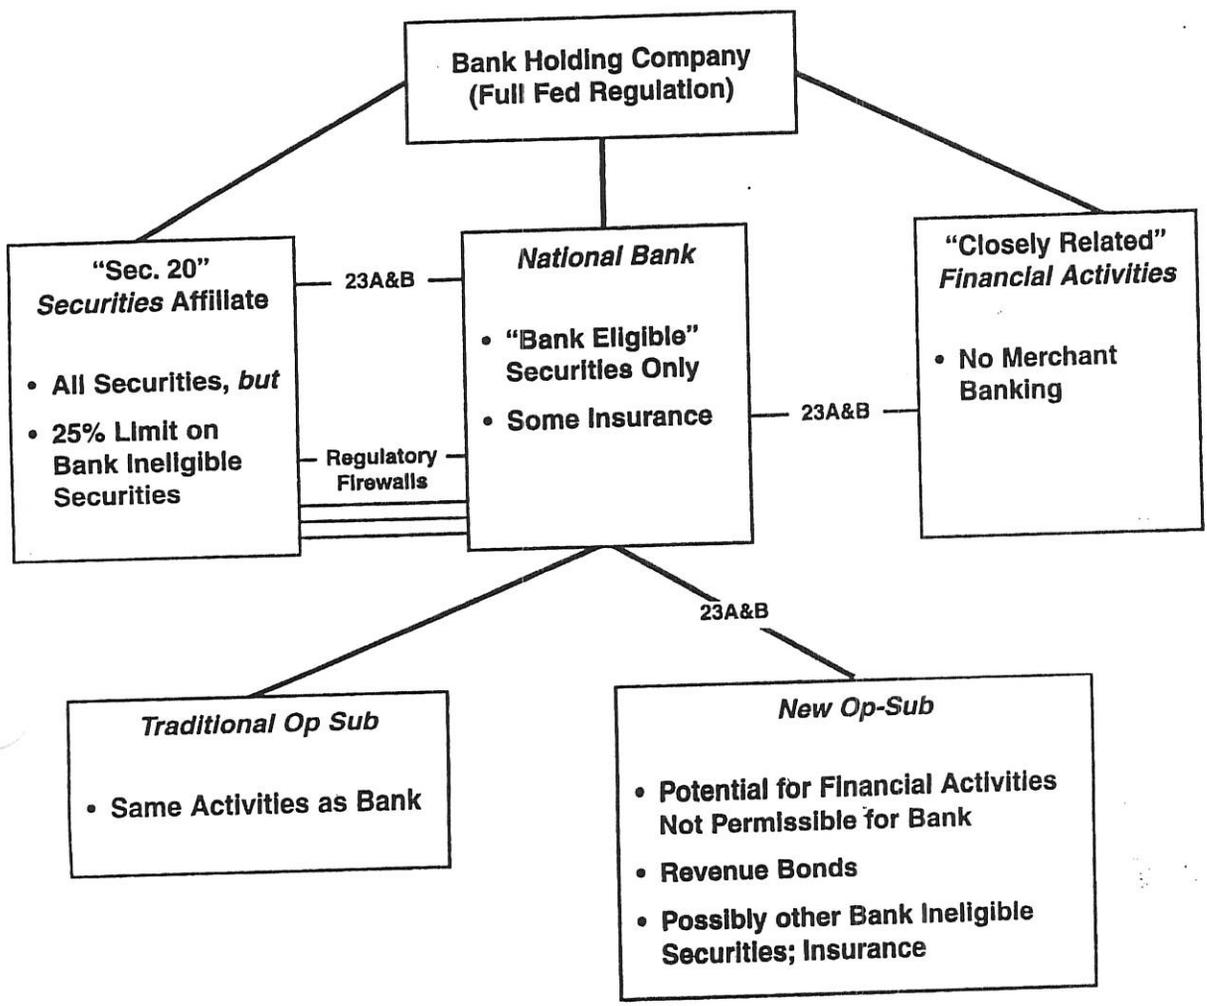 Bank Holding Company
(Full Fed Regulation)
“Sec. 20”
Securities Affiliate
• All Securities, but
• 25% Limit on
Bank Ineligible
Securities
23A&B
Regulatory
Firewalls
National Bank
• “Bank Eligible”
Securities Only
• Some Insurance
23A&B
“Closely Related”
Financial Activities
• No Merchant
Banking
23A&B
Traditional Op Sub
• Same Activities as Bank
New Op-Sub
• Potential for Financial Activities
Not Permissible for Bank
• Revenue Bonds
• Possibly other Bank Ineligible
Securities; Insurance